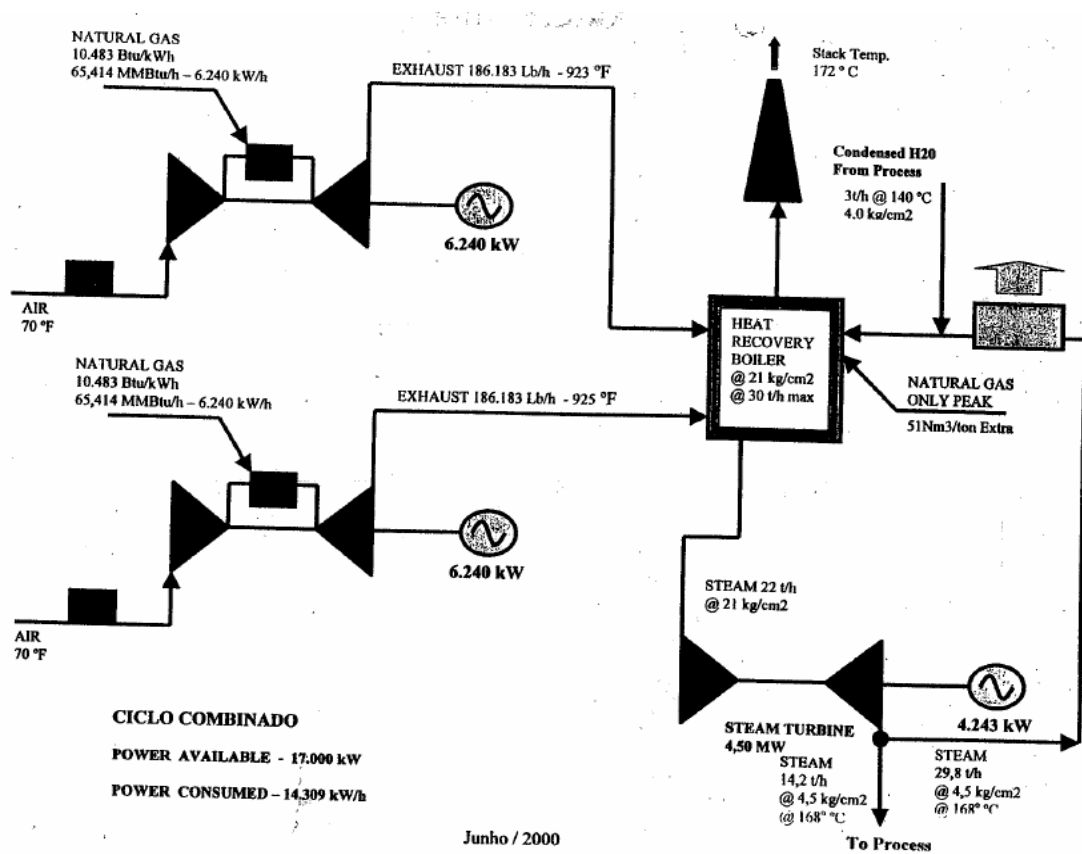 NATURAL GAS
10.483 Btu/kWh
65,414 MMBtu/h – 6.240 kW/h
EXHAUST 186.183 Lb/h - 923 °F
Stack Temp.
172 ° C
Condensed H20
From Process
3t/h @ 140 °C
4.0 kg/cm2
6.240 kW
AIR
70 °F
HEAT
RECOVERY
BOILER
@ 21 kg/cm2
@ 30 t/h max
NATURAL GAS
ONLY PEAK
51Nm3/ton Extra
NATURAL GAS
10.483 Btu/kWh
65,414 MMBtu/h – 6.240 kW/h
EXHAUST 186.183 Lb/h - 925 °F
6.240 kW
AIR
70 °F
STEAM 22 t/h
@ 21 kg/cm2
4.243 kW
STEAM TURBINE
4,50 MW
STEAM
14,2 t/h
@ 4,5 kg/cm2
@ 168° °C
To Process
STEAM
29,8 t/h
@ 4,5 kg/cm2
@ 168° °C
CICLO COMBINADO
POWER AVAILABLE - 17.000 kW
POWER CONSUMED – 14.309 kW/h
Junho / 2000